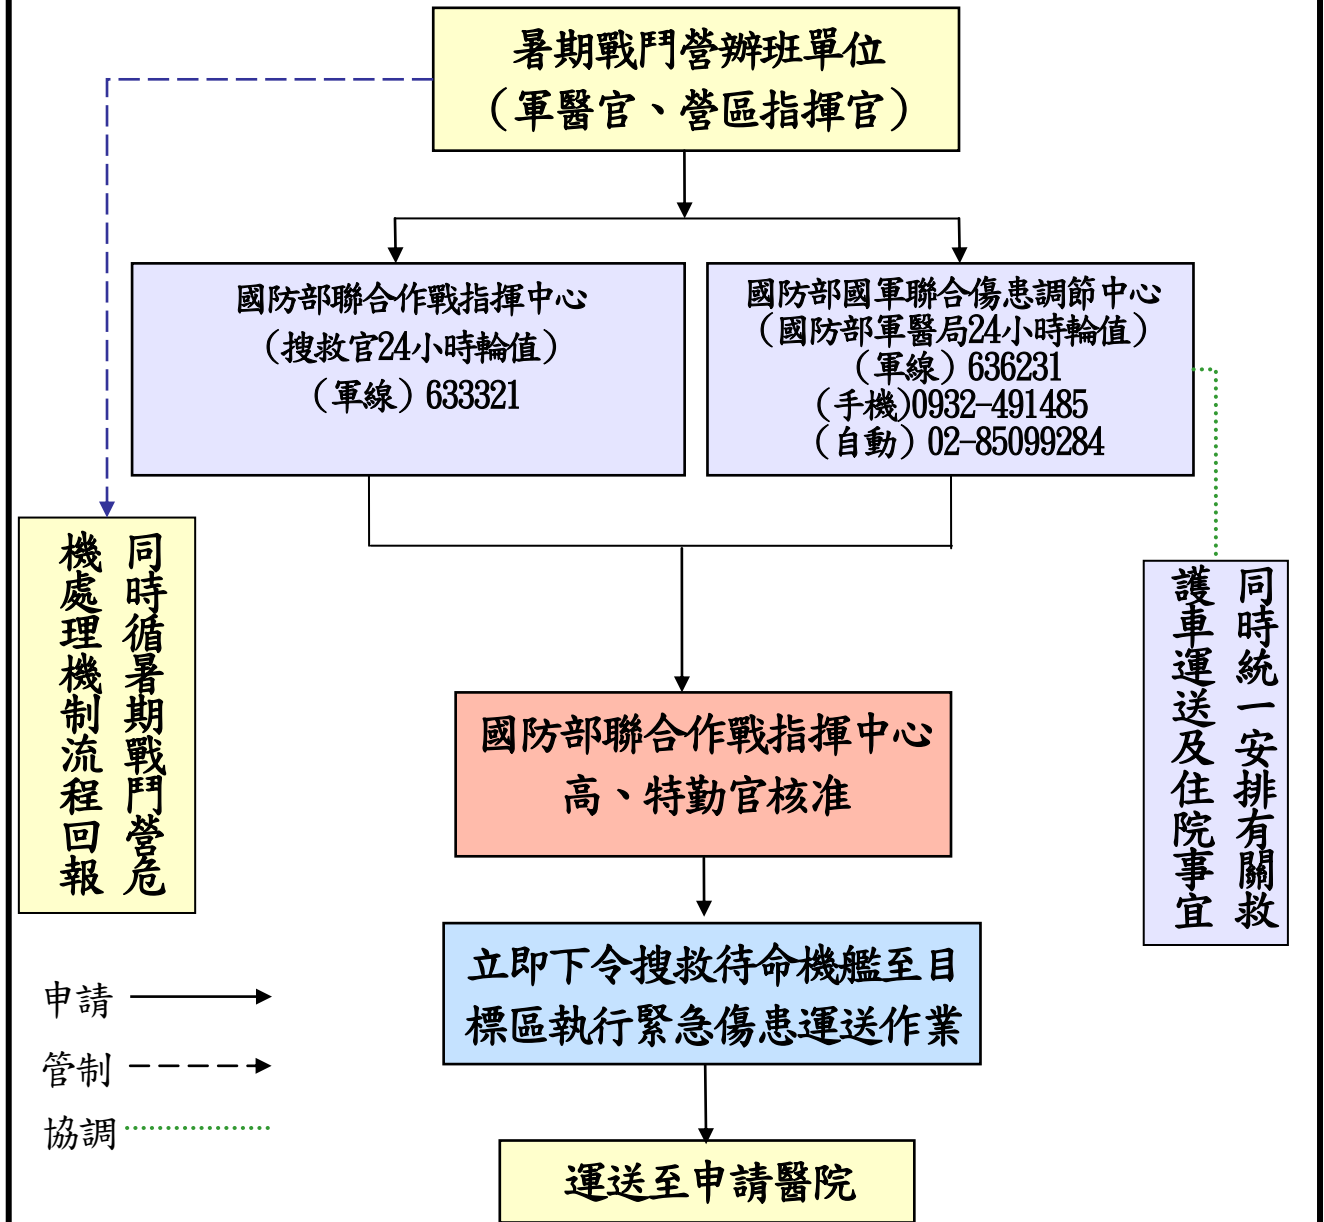 暑期戰鬥營辦班單位
（軍醫官、營區指揮官）
國防部聯合作戰指揮中心
（搜救官24小時輪值）
（軍線）633321
國防部國軍聯合傷患調節中心
（國防部軍醫局24小時輪值）
（軍線）636231
（手機)0932-491485
（自動）02-85099284
同時循暑期戰鬥營危
機處理機制流程回報
同時統一安排有關救
護車運送及住院事宜
國防部聯合作戰指揮中心
高、特勤官核准
立即下令搜救待命機艦至目
標區執行緊急傷患運送作業
申請
管制
協調
運送至申請醫院